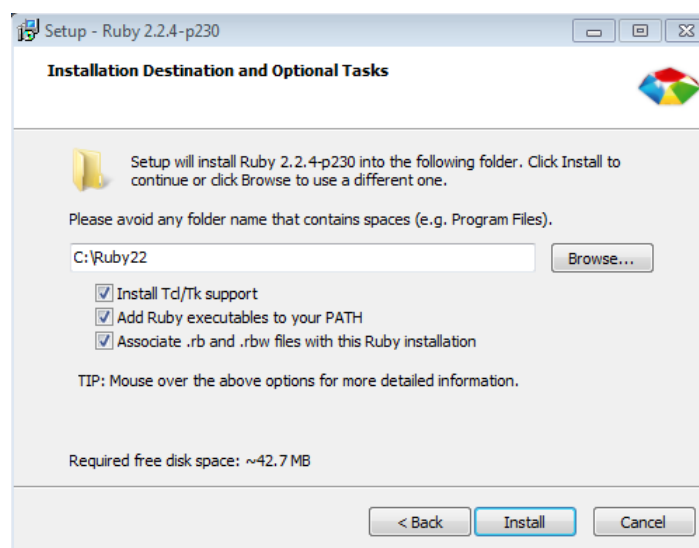 Setup - Ruby 2.2.4-p230
Installation Destination and Optional Tasks
Setup will install Ruby 2.2.4-p230 into the following folder. Click Install to
continue or click Browse to use a different one.
Please avoid any folder name that contains spaces (e.g. Program Files).
C:\Ruby22
Browse...
Install Tcl/Tk support
Add Ruby executables to your PATH
Associate .rb and .rbw files with this Ruby installation
TIP: Mouse over the above options for more detailed information.
Required free disk space: ~42.7 MB
< Back
Install
Cancel